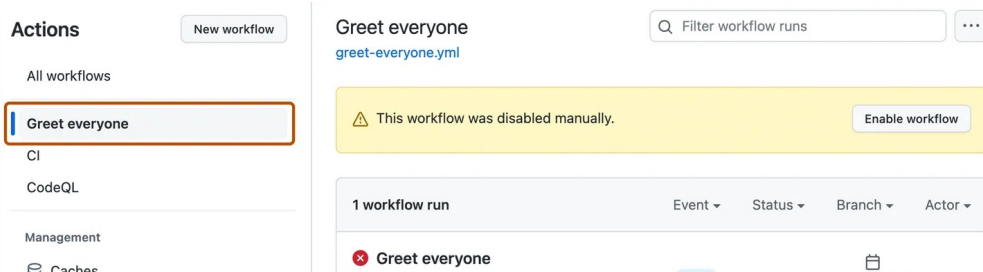 Actions
New workflow
All workflows
Greet everyone
CI
CodeQL
Management
Caches
Greet everyone
greet-everyone.yml
Filter workflow runs
This workflow was disabled manually.
Enable workflow
1 workflow run
Event
Status
Branch
Actor
Greet everyone